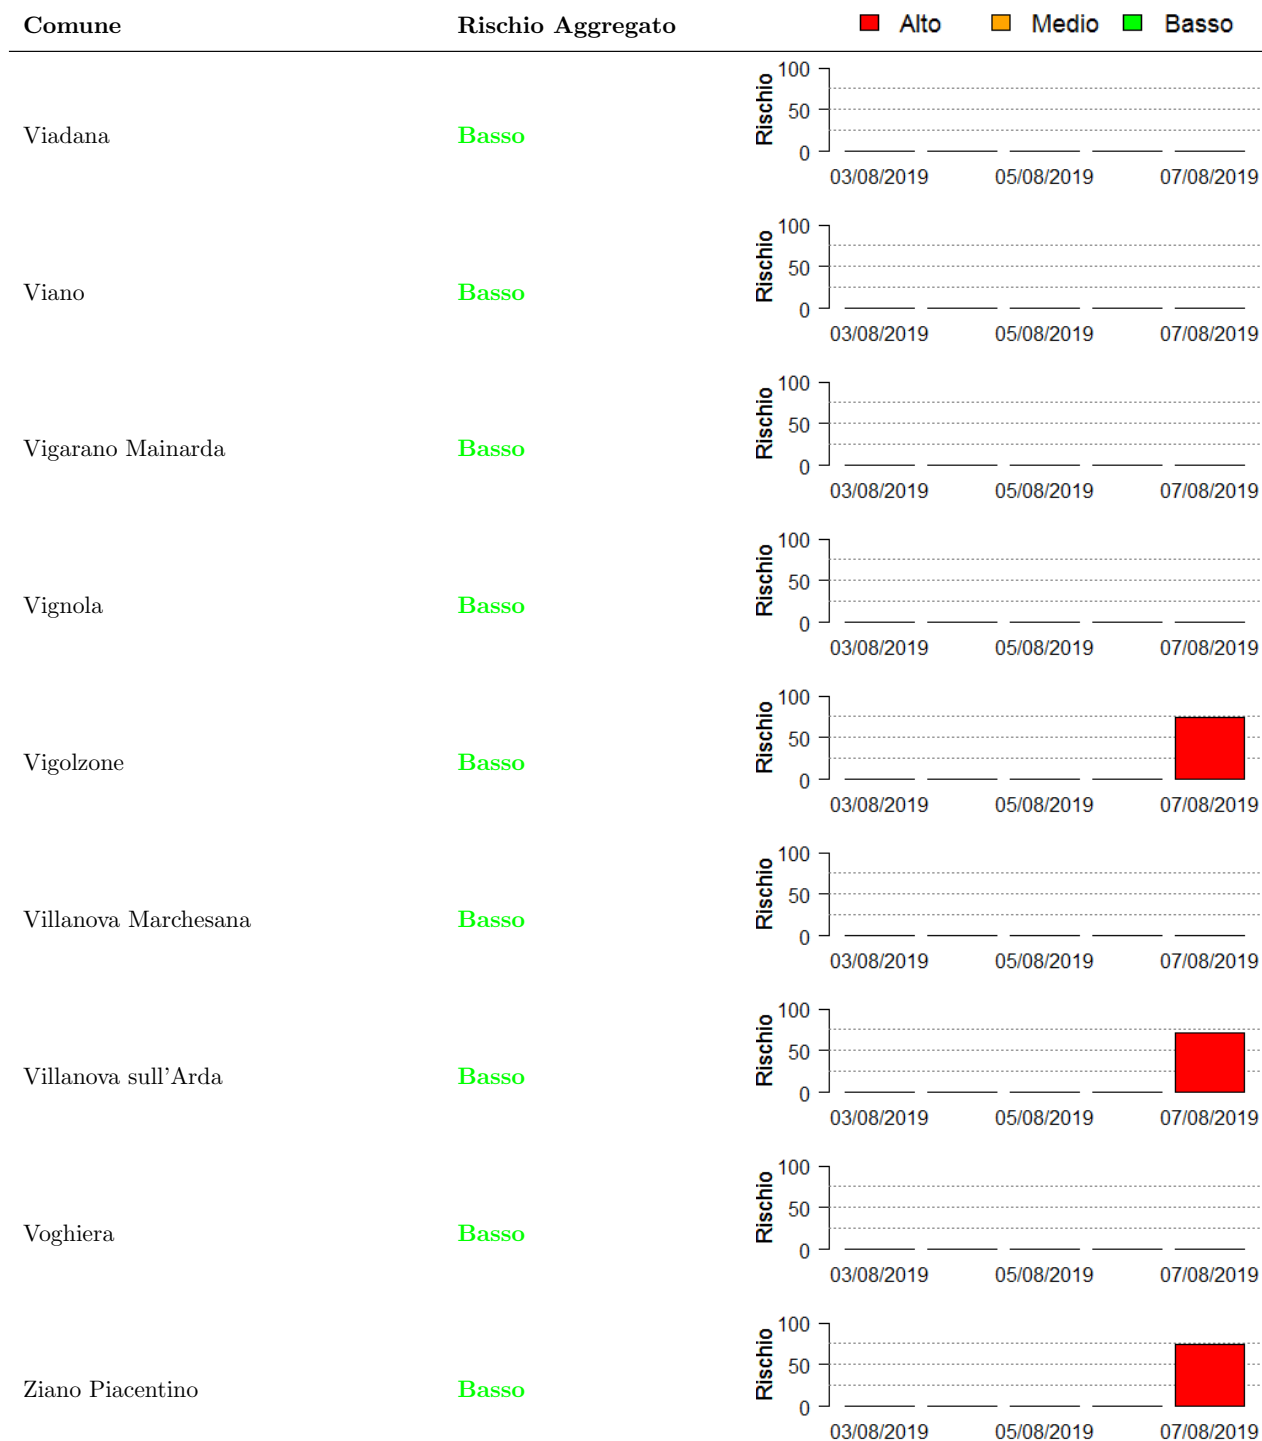 Comune Rischio Aggregato Alto Medio Basso
Viadana Basso
Rischio
100
50
0
03/08/2019 05/08/2019 07/08/2019
Viano Basso
Rischio
100
50
0
03/08/2019 05/08/2019 07/08/2019
Vigarano Mainarda Basso
Rischio
100
50
0
03/08/2019 05/08/2019 07/08/2019
Vignola Basso
Rischio
100
50
0
03/08/2019 05/08/2019 07/08/2019
Vigolzone Basso
Rischio
100
50
0
03/08/2019 05/08/2019 07/08/2019
Villanova Marchesana Basso
Rischio
100
50
0
03/08/2019 05/08/2019 07/08/2019
Villanova sull'Arda Basso
Rischio
100
50
0
03/08/2019 05/08/2019 07/08/2019
Voghiera Basso
Rischio
100
50
0
03/08/2019 05/08/2019 07/08/2019
Ziano Piacentino Basso
Rischio
100
50
0
03/08/2019 05/08/2019 07/08/2019